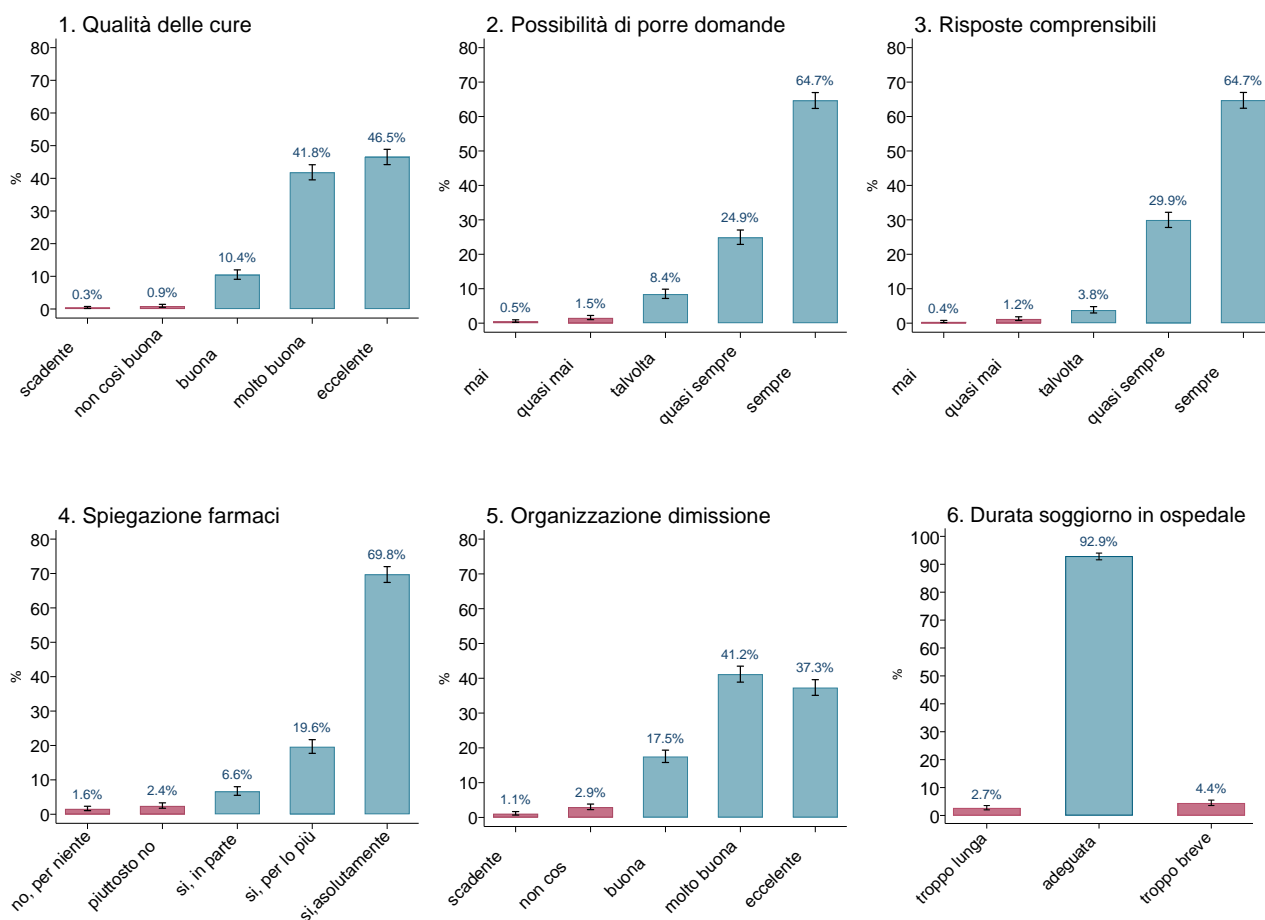 1. Qualità delle cure
80
70
60
50
40
30
20
10
0
%
0.3%
0.9%
10.4%
41.8%
46.5%
scadente
non così buona
buona
molto buona
eccelente
2. Possibilità di porre domande
80
70
60
50
40
30
20
10
0
%
0.5%
1.5%
8.4%
24.9%
64.7%
mai
quasi mai
talvolta
quasi sempre
sempre
3. Risposte comprensibili
80
70
60
50
40
30
20
10
0
%
0.4%
1.2%
3.8%
29.9%
64.7%
mai
quasi mai
talvolta
quasi sempre
sempre
4. Spiegazione farmaci
80
70
60
50
40
30
20
10
0
%
1.6%
2.4%
6.6%
19.6%
69.8%
no, per niente
piuttosto no
si, in parte
si, per lo più
si,asolutamente
5. Organizzazione dimissione
80
70
60
50
40
30
20
10
0
%
1.1%
2.9%
17.5%
41.2%
37.3%
scadente
non cos
buona
molto buona
eccelente
6. Durata soggiorno in ospedale
100
90
80
70
60
50
40
30
20
10
0
%
2.7%
92.9%
4.4%
troppo lunga
adeguata
troppo breve